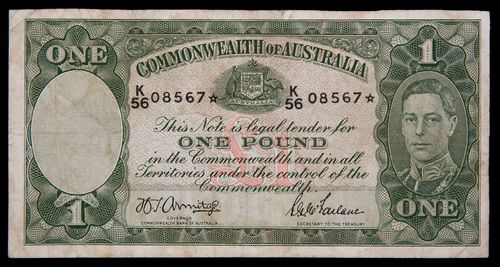 ONE
COMMONWEALTH OF AUSTRALIA
1
AUSTRALIA
K/56 08567☆ K/56 08567☆
This Note is legal tender for
ONE POUND
in the Commonwealth and in all
Territories under the control of the
Commonwealth.
GOVERNOR
COMMONWEALTH BANK OF AUSTRALIA
SECRETARY TO THE TREASURY
1
ONE